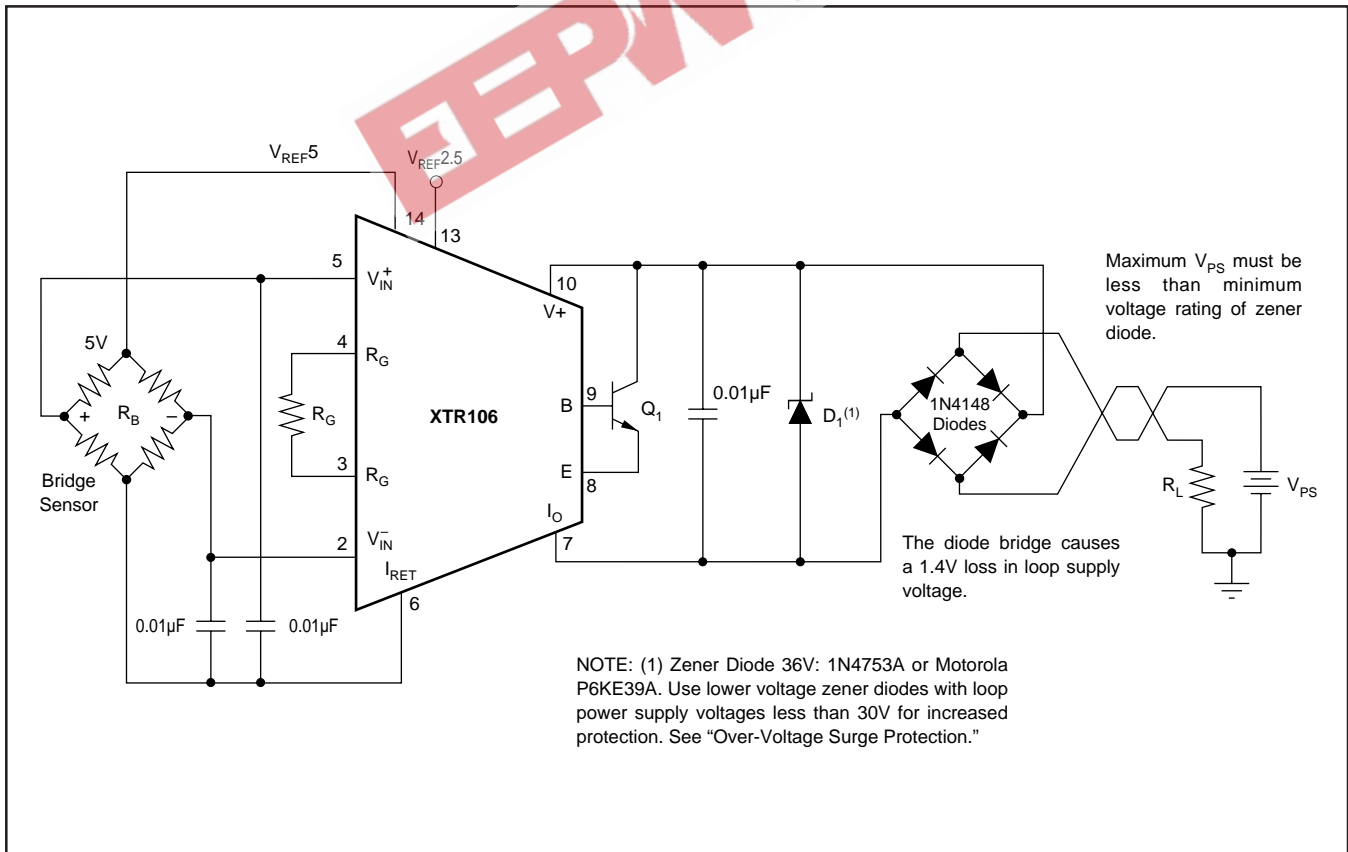 EEPW
V_REF5
V_REF2.5
14
13
5
V_IN^+
10
V+
Maximum V_PS must be
less than minimum
voltage rating of zener
diode.
5V
4
R_G
+
R_B
−
R_G
XTR106
B
9
Q_1
0.01µF
D_1^(1)
1N4148
Diodes
3
R_G
E
8
Bridge
Sensor
R_L
V_PS
I_O
7
2
V_IN^−
I_RET
6
The diode bridge causes
a 1.4V loss in loop supply
voltage.
0.01µF
0.01µF
NOTE: (1) Zener Diode 36V: 1N4753A or Motorola
P6KE39A. Use lower voltage zener diodes with loop
power supply voltages less than 30V for increased
protection. See “Over-Voltage Surge Protection.”